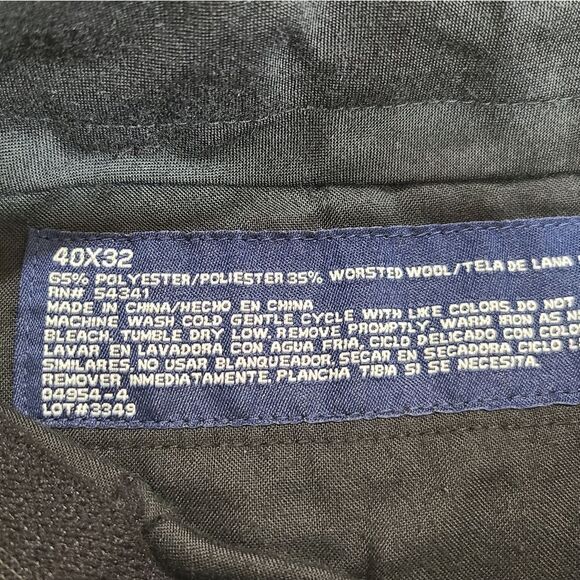 40X32
65% POLYESTER/POLIESTER 35% WORSTED WOOL/TELA DE LANA
RN# 54341
MADE IN CHINA/HECHO EN CHINA
MACHINE WASH COLD GENTLE CYCLE WITH LIKE COLORS, DO NOT
BLEACH, TUMBLE DRY LOW, REMOVE PROMPTLY, WARM IRON AS
LAVAR EN LAVADORA CON AGUA FRIA, CICLO DELICADO CON
SIMILARES, NO USAR BLANQUEADOR, SECAR EN SECADORA CICLO
REMOVER INMEDIATAMENTE, PLANCHA TIBIA SI SE NECESITA.
04954-4
LOT#3349